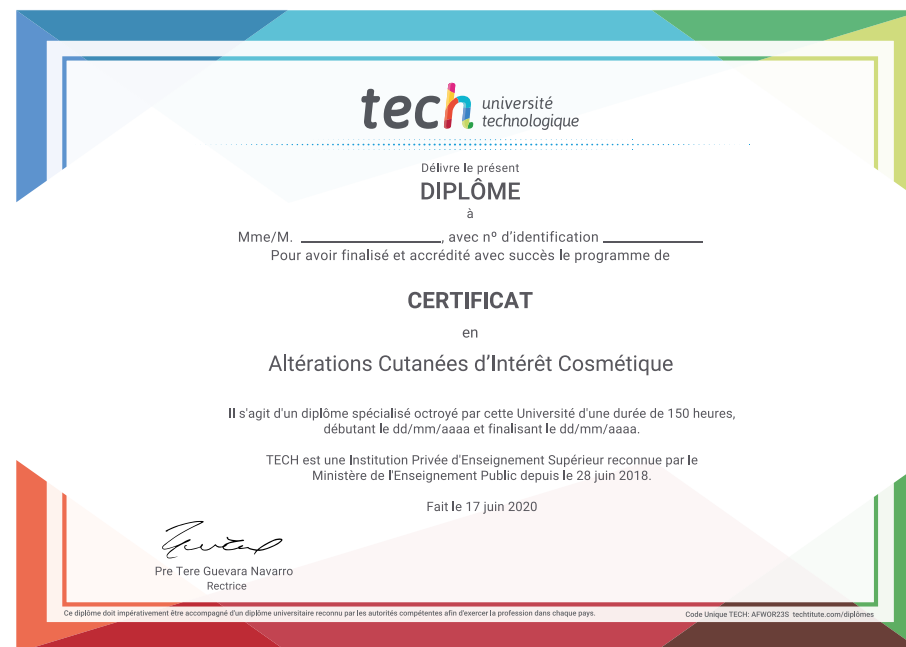 tech université
technologique
Délivre le présent
DIPLÔME
à
Mme/M. ____________________, avec nº d'identification ______________
Pour avoir finalisé et accrédité avec succès le programme de
CERTIFICAT
en
Altérations Cutanées d'Intérêt Cosmétique
Il s'agit d'un diplôme spécialisé octroyé par cette Université d'une durée de 150 heures,
débutant le dd/mm/aaaa et finalisant le dd/mm/aaaa.
TECH est une Institution Privée d'Enseignement Supérieur reconnue par le
Ministère de l'Enseignement Public depuis le 28 juin 2018.
Fait le 17 juin 2020
Pre Tere Guevara Navarro
Rectrice
Ce diplôme doit impérativement être accompagné d'un diplôme universitaire reconnu par les autorités compétentes afin d'exercer la profession dans chaque pays.
Code Unique TECH: AFWOR23S techtitute.com/diplômes